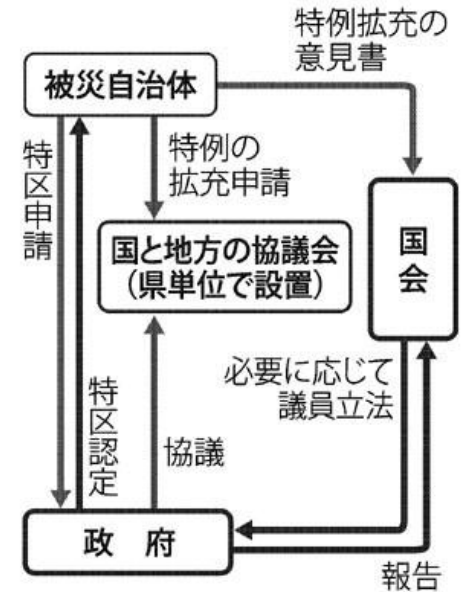 特例拡充の
意見書
被災自治体
特区申請
特例の
拡充申請
国と地方の協議会
（県単位で設置）
国会
必要に応じて
議員立法
特区認定
協議
政　府
報告